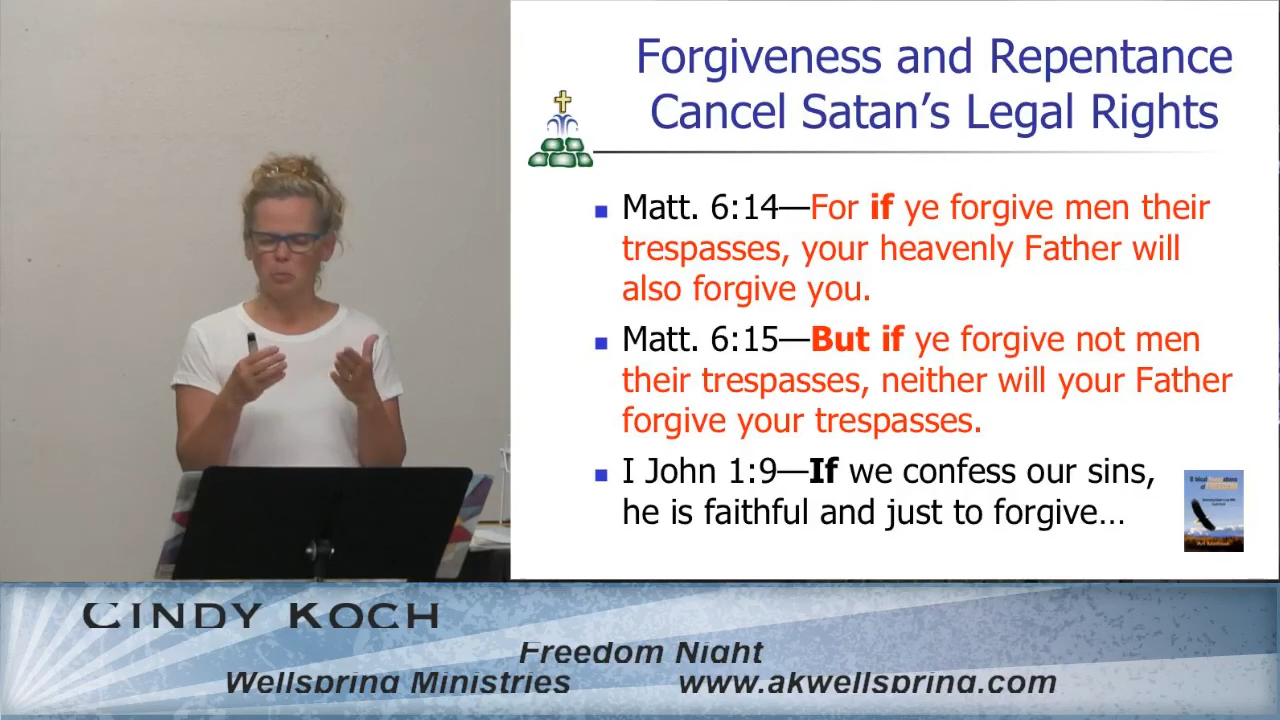 Forgiveness and Repentance
Cancel Satan's Legal Rights
■ Matt. 6:14—For if ye forgive men their
trespasses, your heavenly Father will
also forgive you.
■ Matt. 6:15—But if ye forgive not men
their trespasses, neither will your Father
forgive your trespasses.
■ I John 1:9—If we confess our sins,
he is faithful and just to forgive…
CINDY KOCH
Freedom Night
Wellspring Ministries www.akwellspring.com